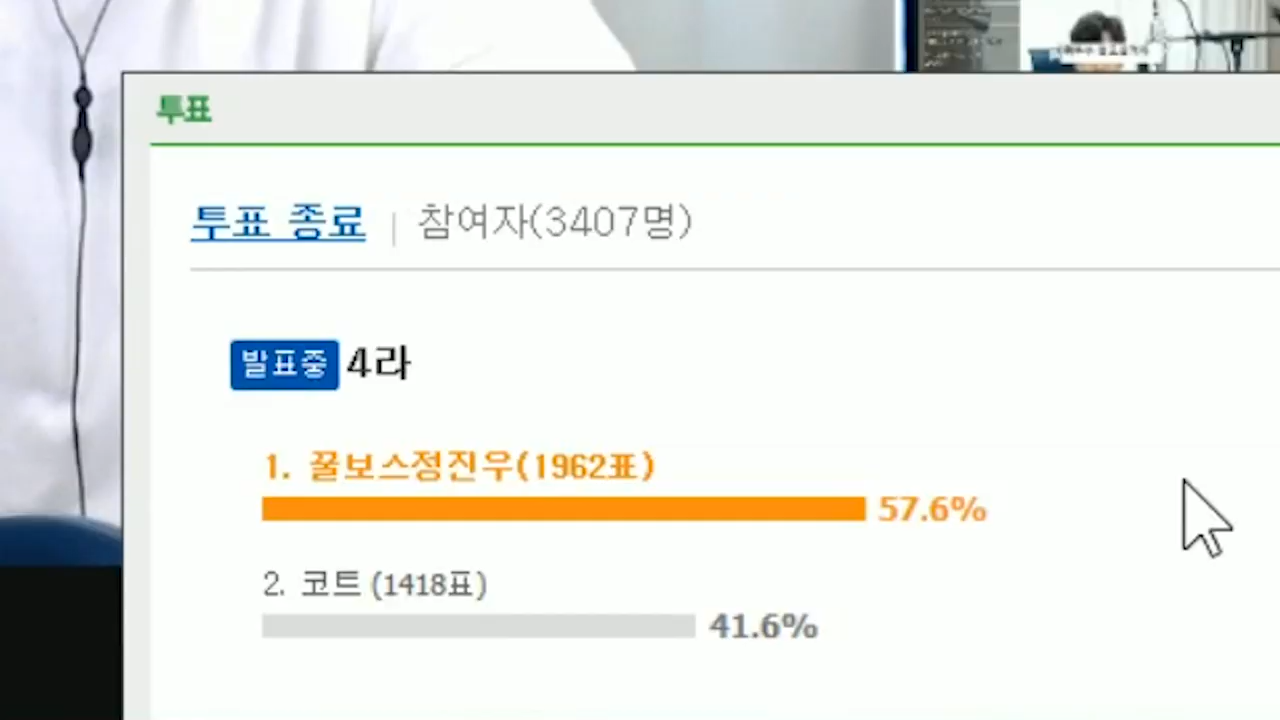 투표
투표 종료 | 참여자(3407명)
발표중 4라
1. 꿀보스정진우(1962표)
57.6%
2. 코트 (1418표)
41.6%